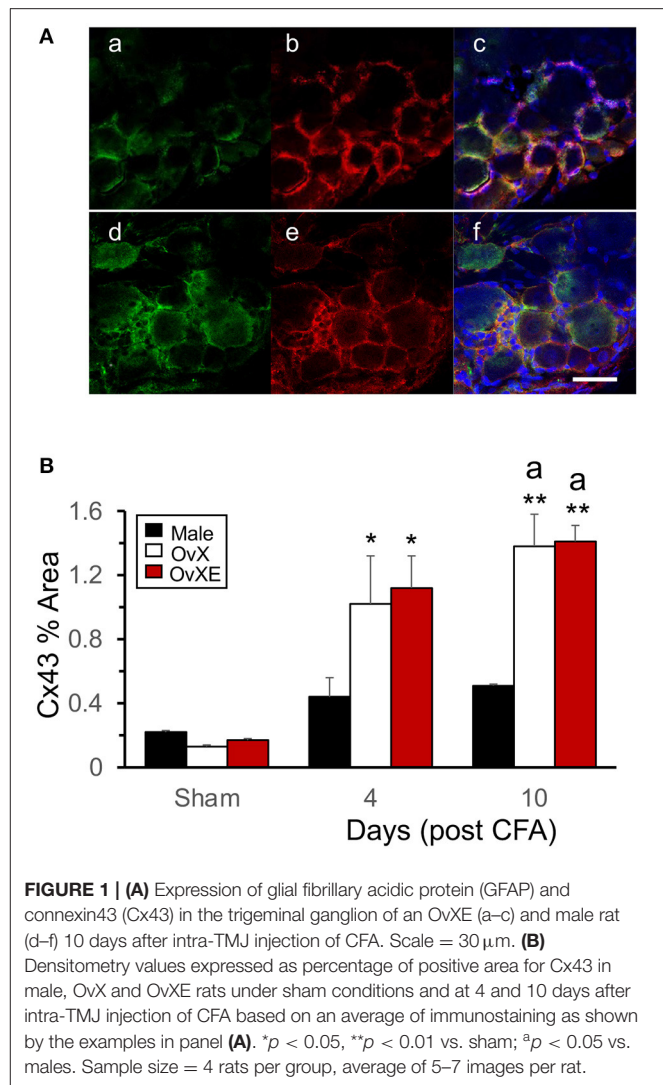 A
a
b
c
d
e
f
B
1.6
1.2
0.8
0.4
0
Cx43 % Area
Male
OvX
OvXE
*
*
a
**
a
**
Sham
4
10
Days (post CFA)
FIGURE 1 | (A) Expression of glial fibrillary acidic protein (GFAP) and
connexin43 (Cx43) in the trigeminal ganglion of an OvXE (a–c) and male rat
(d–f) 10 days after intra-TMJ injection of CFA. Scale = 30 μm. (B)
Densitometry values expressed as percentage of positive area for Cx43 in
male, OvX and OvXE rats under sham conditions and at 4 and 10 days after
intra-TMJ injection of CFA based on an average of immunostaining as shown
by the examples in panel (A). *p < 0.05, **p < 0.01 vs. sham; ᵃp < 0.05 vs.
males. Sample size = 4 rats per group, average of 5–7 images per rat.